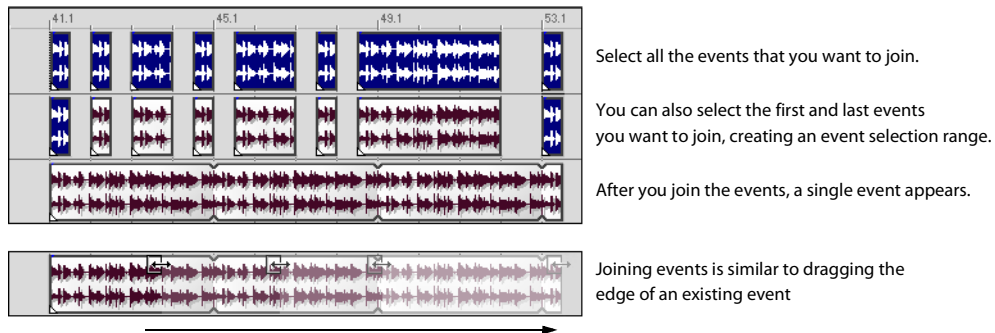 41.1 45.1 49.1 53.1
Select all the events that you want to join.
You can also select the first and last events
you want to join, creating an event selection range.
After you join the events, a single event appears.
Joining events is similar to dragging the
edge of an existing event